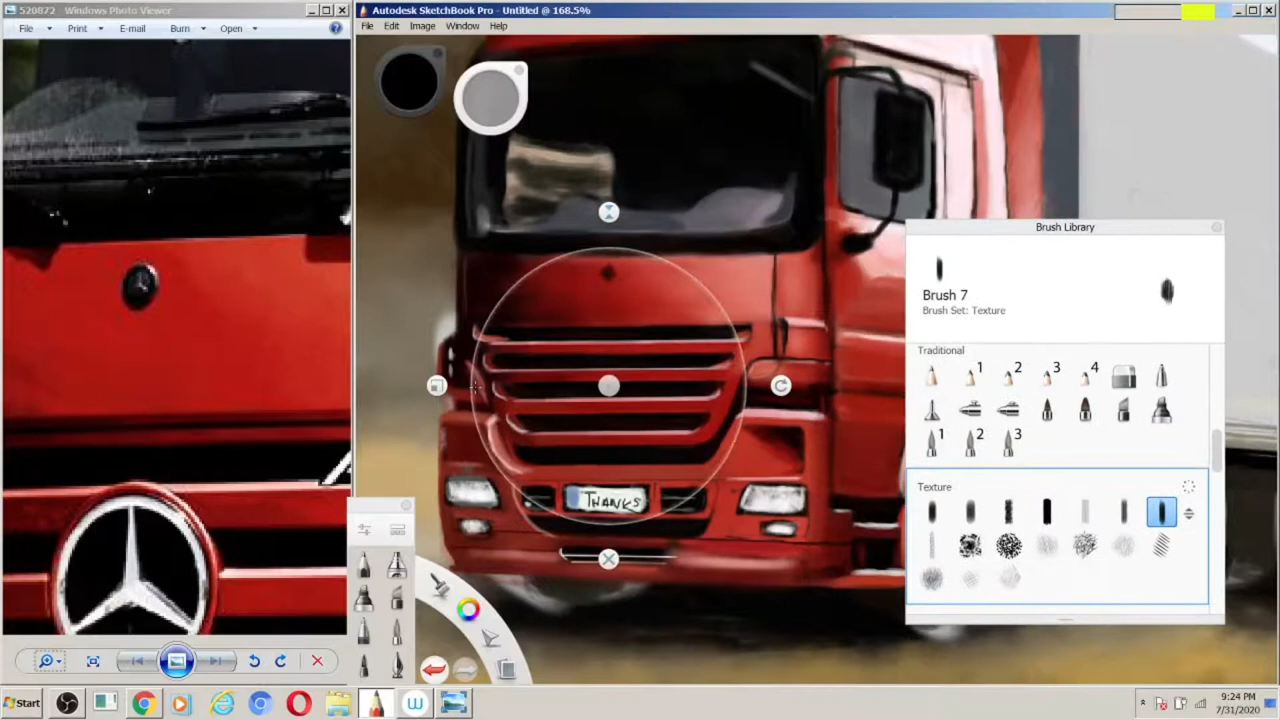 520872 - Windows Photo Viewer
File Print E-mail Burn Open
Autodesk SketchBook Pro - Untitled @ 168.5%
File Edit Image Window Help
THANKS
Brush Library
Brush 7
Brush Set: Texture
Traditional
1 2 3 4
1 2 3
Texture
Start
9:24 PM
7/31/2020